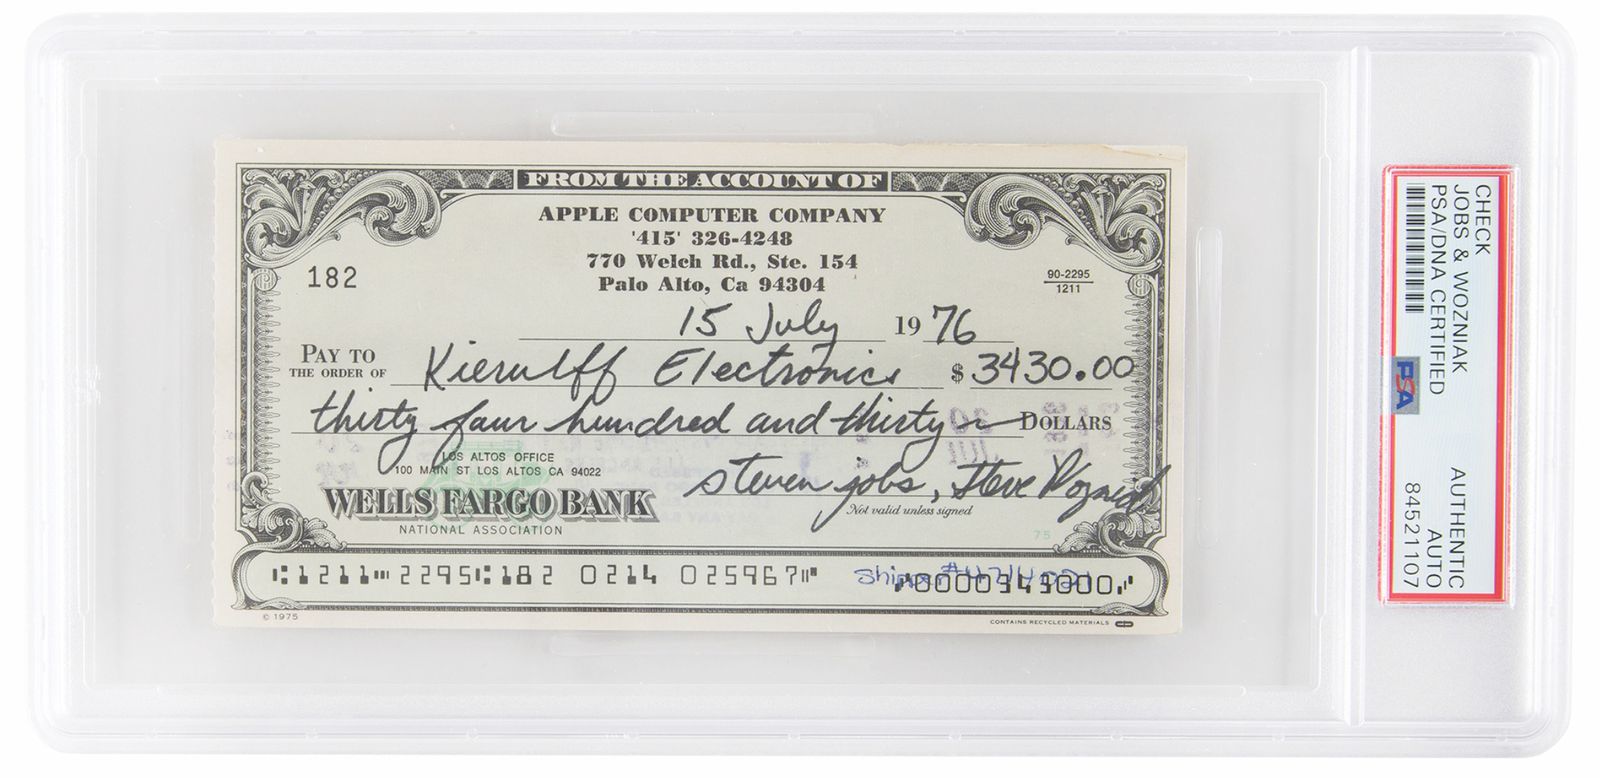 FROM THE ACCOUNT OF
APPLE COMPUTER COMPANY
'415' 326-4248
770 Welch Rd., Ste. 154
Palo Alto, Ca 94304
182
90-2295
1211
15 July 1976
PAY TO
THE ORDER OF Kierulff Electronics $3430.00
thirty four hundred and thirty DOLLARS
LOS ALTOS OFFICE
100 MAIN ST LOS ALTOS CA 94022
WELLS FARGO BANK
NATIONAL ASSOCIATION
steven jobs, Steve Wozniak
Not valid unless signed
75
⑆1211⑉2295⑆182 0214 025967⑈ ⑇0000343000⑇
© 1975
CONTAINS RECYCLED MATERIALS
CHECK
JOBS & WOZNIAK
PSA/DNA CERTIFIED
AUTHENTIC
AUTO
84521107
PSA